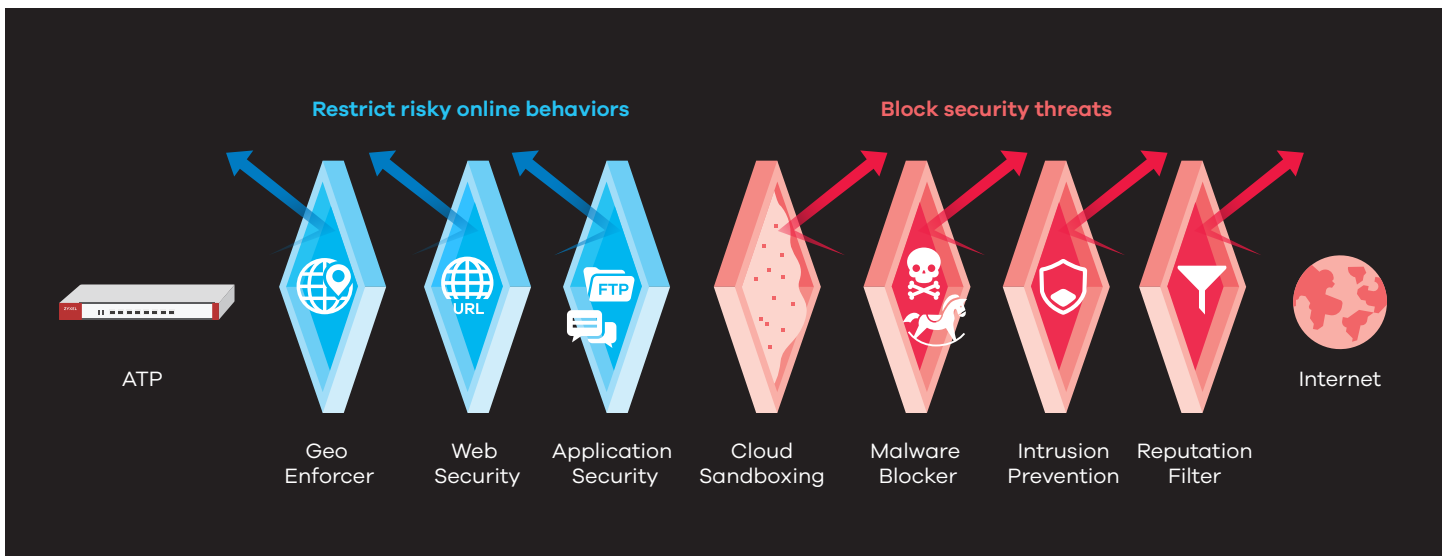 Restrict risky online behaviors
Block security threats
ZYXEL
URL
FTP
ATP
Internet
Geo
Enforcer
Web
Security
Application
Security
Cloud
Sandboxing
Malware
Blocker
Intrusion
Prevention
Reputation
Filter